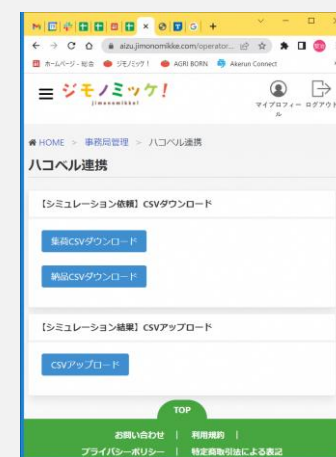 aizu.jimonomikke.com/operator...
ホームページ - 総合 ジモノミッケ! AGRI BORN Akerun Connect
ジモノミッケ!
jimonomikke!
マイプロフィール ログアウト
HOME > 事務局管理 > ハコベル連携
ハコベル連携
【シミュレーション依頼】CSVダウンロード
集荷CSVダウンロード
納品CSVダウンロード
【シミュレーション結果】CSVアップロード
CSVアップロード
TOP
お問い合わせ | 利用規約 |
プライバシーポリシー | 特定商取引法による表記